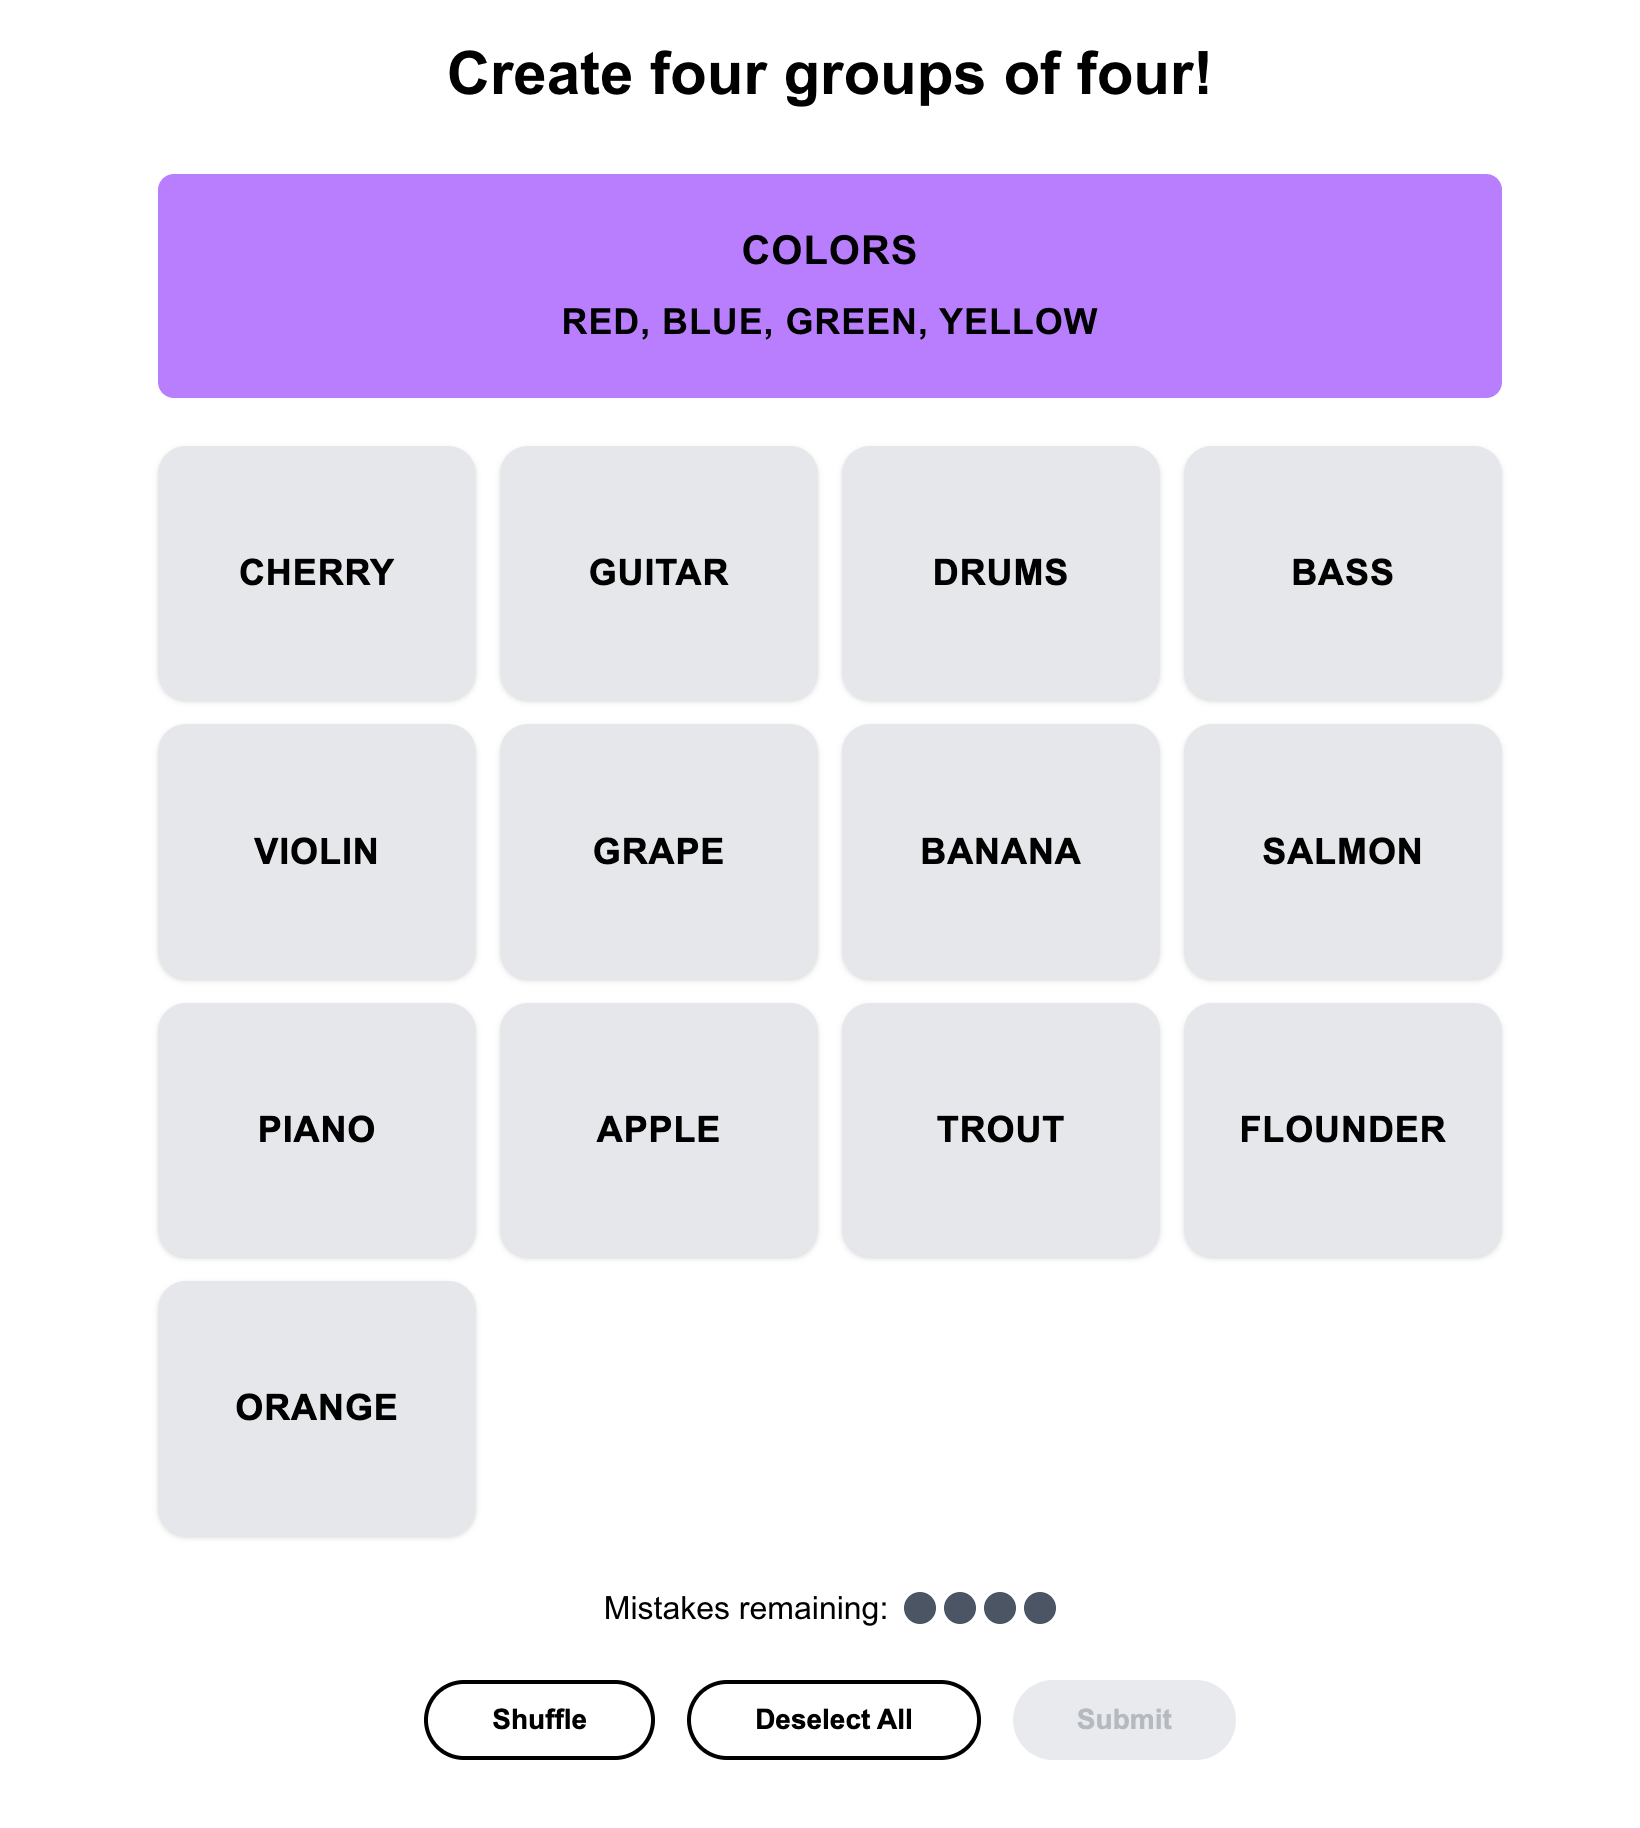 Create four groups of four!
COLORS
RED, BLUE, GREEN, YELLOW
CHERRY
GUITAR
DRUMS
BASS
VIOLIN
GRAPE
BANANA
SALMON
PIANO
APPLE
TROUT
FLOUNDER
ORANGE
Mistakes remaining:
Shuffle
Deselect All
Submit